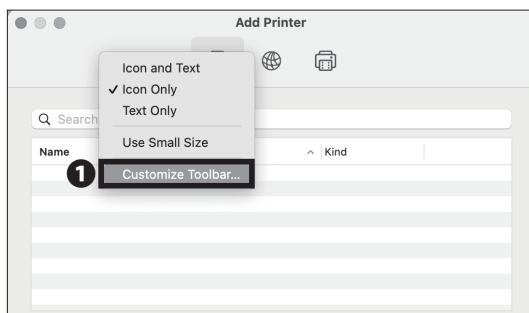 Add Printer
Icon and Text
✓ Icon Only
Text Only
Search
Use Small Size
Name
Kind
1 Customize Toolbar...